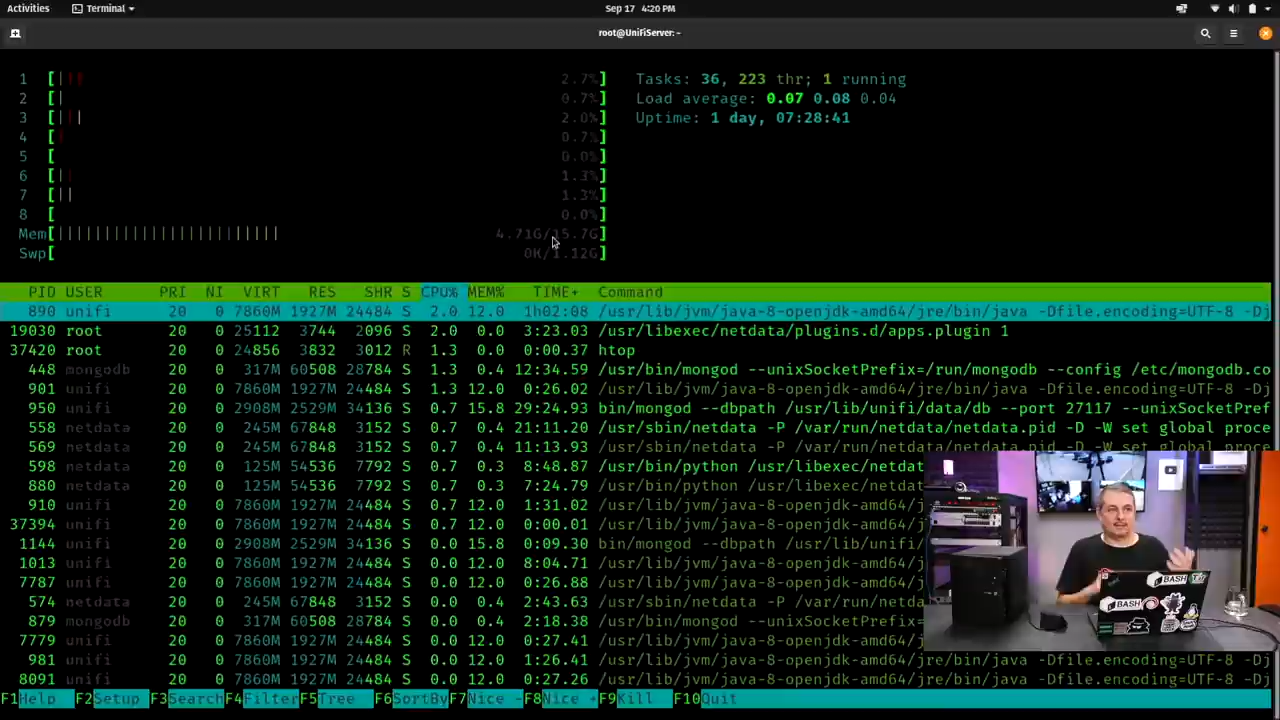 Activities Terminal Sep 17 4:20 PM
root@UniFiServer:~
1 [||| 2.7%] Tasks: 36, 223 thr; 1 running
2 [| 0.7%] Load average: 0.07 0.08 0.04
3 [||| 2.0%] Uptime: 1 day, 07:28:41
4 [| 0.7%]
5 [ 0.0%]
6 [|| 1.3%]
7 [|| 1.3%]
8 [ 0.0%]
Mem[|||||||||||||||||||||||| 4.71G/15.7G]
Swp[ 0K/1.12G]
PID USER PRI NI VIRT RES SHR S CPU% MEM% TIME+ Command
890 unifi 20 0 7860M 1927M 24484 S 2.0 12.0 1h02:08 /usr/lib/jvm/java-8-openjdk-amd64/jre/bin/java -Dfile.encoding=UTF-8 -Dj
19030 root 20 0 25112 3744 2096 S 2.0 0.0 3:23.03 /usr/libexec/netdata/plugins.d/apps.plugin 1
37420 root 20 0 24856 3832 3012 R 1.3 0.0 0:00.37 htop
448 mongodb 20 0 317M 60508 28784 S 1.3 0.4 12:34.59 /usr/bin/mongod --unixSocketPrefix=/run/mongodb --config /etc/mongodb.co
901 unifi 20 0 7860M 1927M 24484 S 1.3 12.0 0:26.02 /usr/lib/jvm/java-8-openjdk-amd64/jre/bin/java -Dfile.encoding=UTF-8 -Dj
950 unifi 20 0 2908M 2529M 34136 S 0.7 15.8 29:24.93 bin/mongod --dbpath /usr/lib/unifi/data/db --port 27117 --unixSocketPref
558 netdata 20 0 245M 67848 3152 S 0.7 0.4 21:11.20 /usr/sbin/netdata -P /var/run/netdata/netdata.pid -D -W set global proce
569 netdata 20 0 245M 67848 3152 S 0.7 0.4 11:13.93 /usr/sbin/netdata -P /var/run/netdata/netdata.pid -D -W set global proce
598 netdata 20 0 125M 54536 7792 S 0.7 0.3 8:48.87 /usr/bin/python /usr/libexec/netdat
880 netdata 20 0 125M 54536 7792 S 0.7 0.3 7:24.79 /usr/bin/python /usr/libexec/netdat
910 unifi 20 0 7860M 1927M 24484 S 0.7 12.0 1:31.02 /usr/lib/jvm/java-8-openjdk-amd64/jr
37394 unifi 20 0 7860M 1927M 24484 S 0.7 12.0 0:00.01 /usr/lib/jvm/java-8-openjdk-amd64/jr
1144 unifi 20 0 2908M 2529M 34136 S 0.0 15.8 0:09.30 bin/mongod --dbpath /usr/lib/unifi/
1013 unifi 20 0 7860M 1927M 24484 S 0.0 12.0 8:04.71 /usr/lib/jvm/java-8-openjdk-amd64/jr
7787 unifi 20 0 7860M 1927M 24484 S 0.0 12.0 0:26.88 /usr/lib/jvm/java-8-openjdk-amd64/jr
574 netdata 20 0 245M 67848 3152 S 0.0 0.4 2:43.63 /usr/sbin/netdata -P /var/run/netda
879 mongodb 20 0 317M 60508 28784 S 0.0 0.4 2:18.38 /usr/bin/mongod --unixSocketPrefix=
7779 unifi 20 0 7860M 1927M 24484 S 0.0 12.0 0:27.41 /usr/lib/jvm/java-8-openjdk-amd64/jr
981 unifi 20 0 7860M 1927M 24484 S 0.0 12.0 1:26.41 /usr/lib/jvm/java-8-openjdk-amd64/jre/bin/java -Dfile.encoding=UTF-8 -Dj
8091 unifi 20 0 7860M 1927M 24484 S 0.0 12.0 0:27.26 /usr/lib/jvm/java-8-openjdk-amd64/jre/bin/java -Dfile.encoding=UTF-8 -Dj
F1Help F2Setup F3SearchF4FilterF5Tree F6SortByF7Nice -F8Nice +F9Kill F10Quit
BASH
BASH